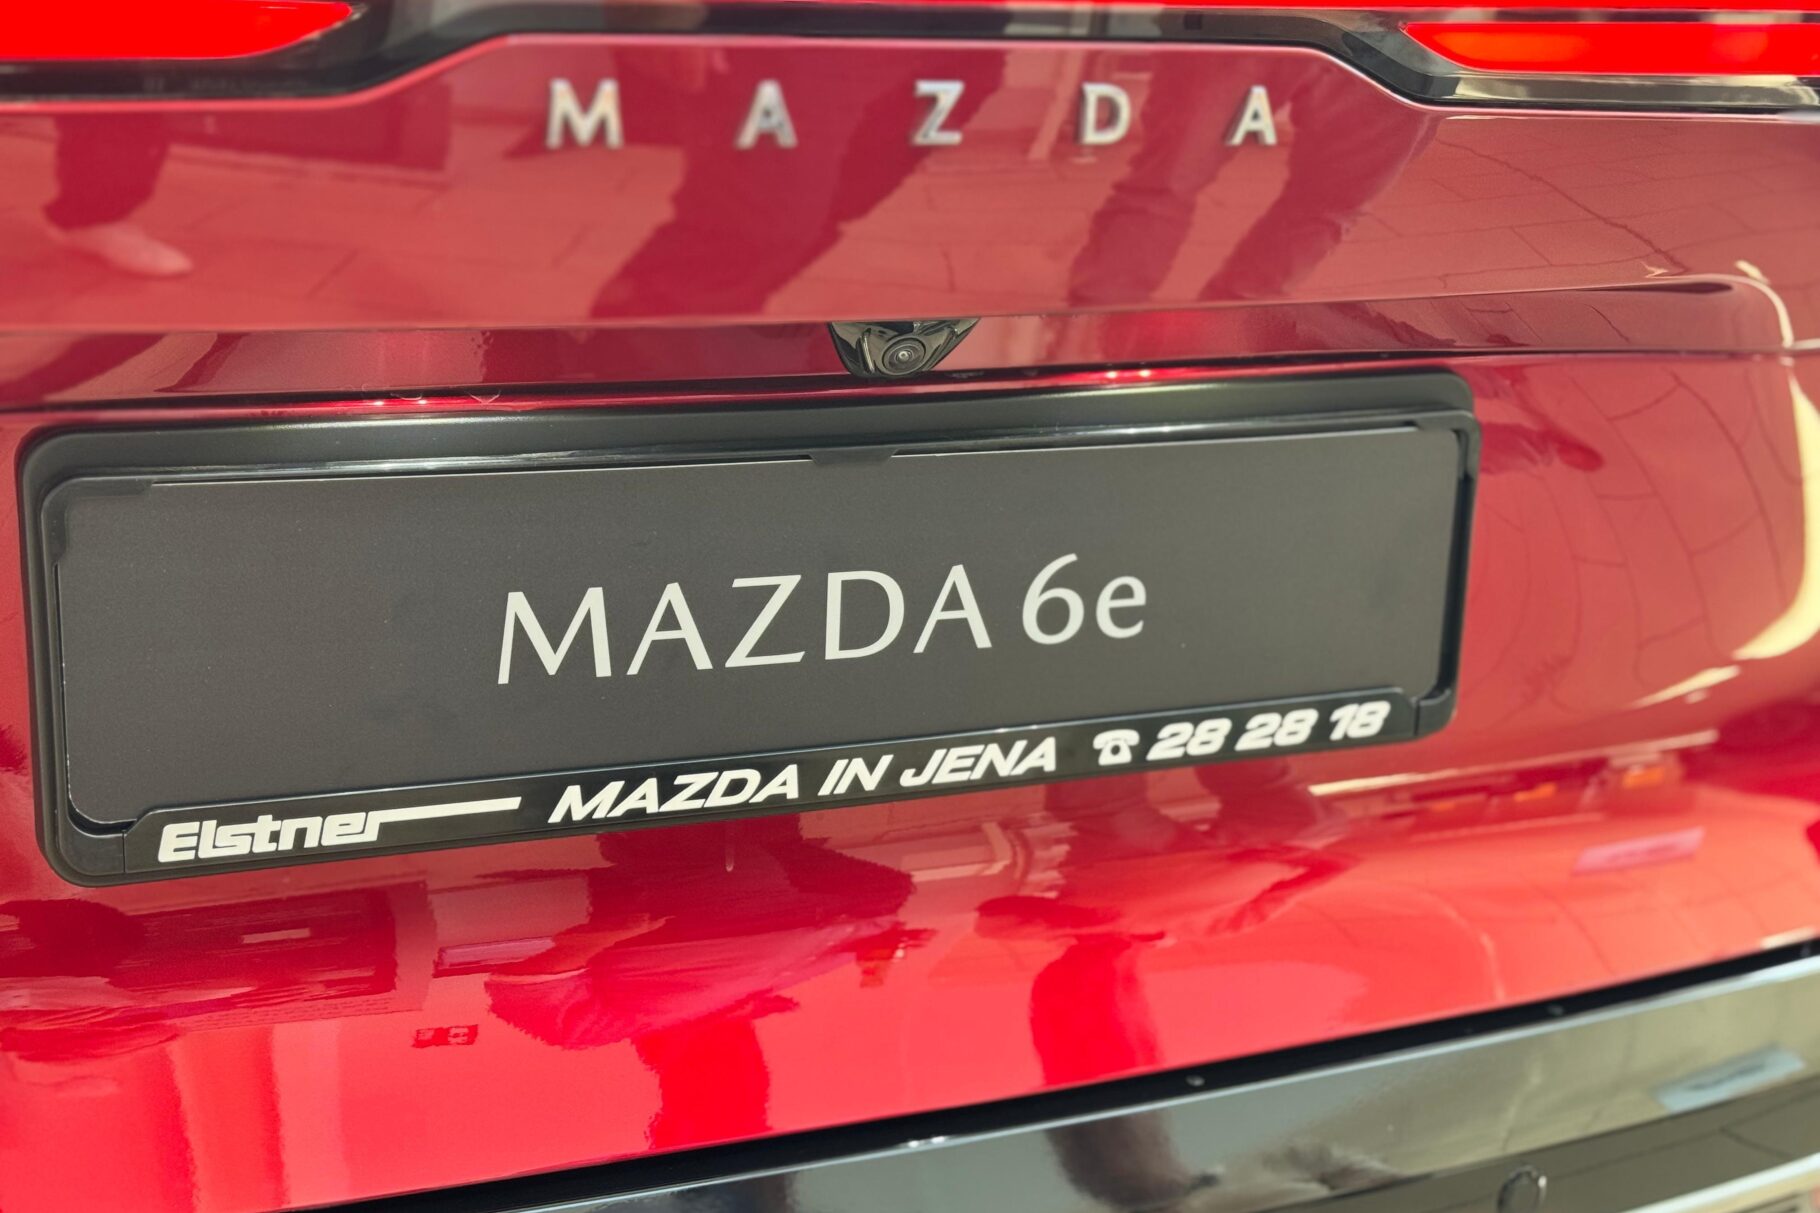 MAZDA
MAZDA 6e
Elstner MAZDA IN JENA ☎ 28 28 18